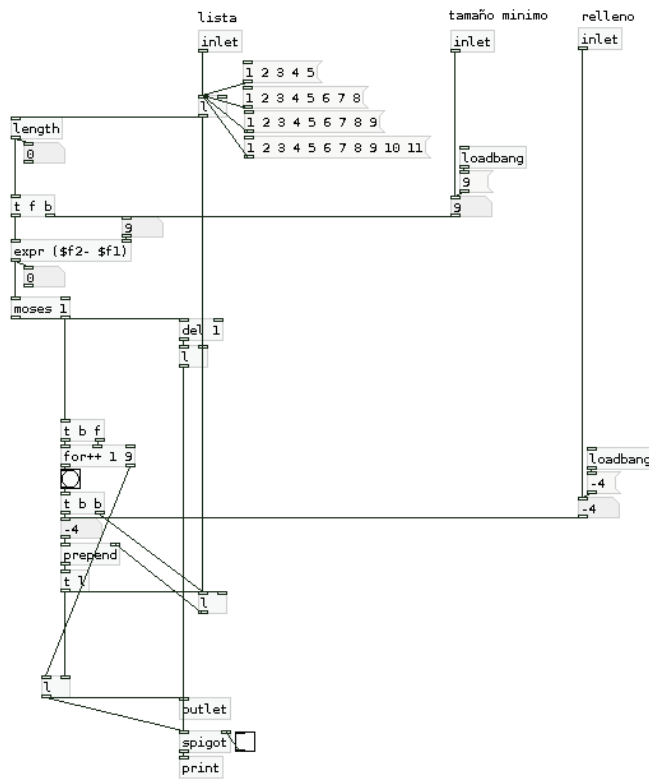 lista
tamaño minimo
relleno
inlet
inlet
inlet
1 2 3 4 5
l
1 2 3 4 5 6 7 8
1 2 3 4 5 6 7 8 9
1 2 3 4 5 6 7 8 9 10 11
length
0
loadbang
9
t f b
9
9
expr ($f2- $f1)
0
moses 1
del 1
l
t b f
for++ 1 9
loadbang
-4
t b b
-4
-4
prepend
t l
l
l
outlet
spigot
print